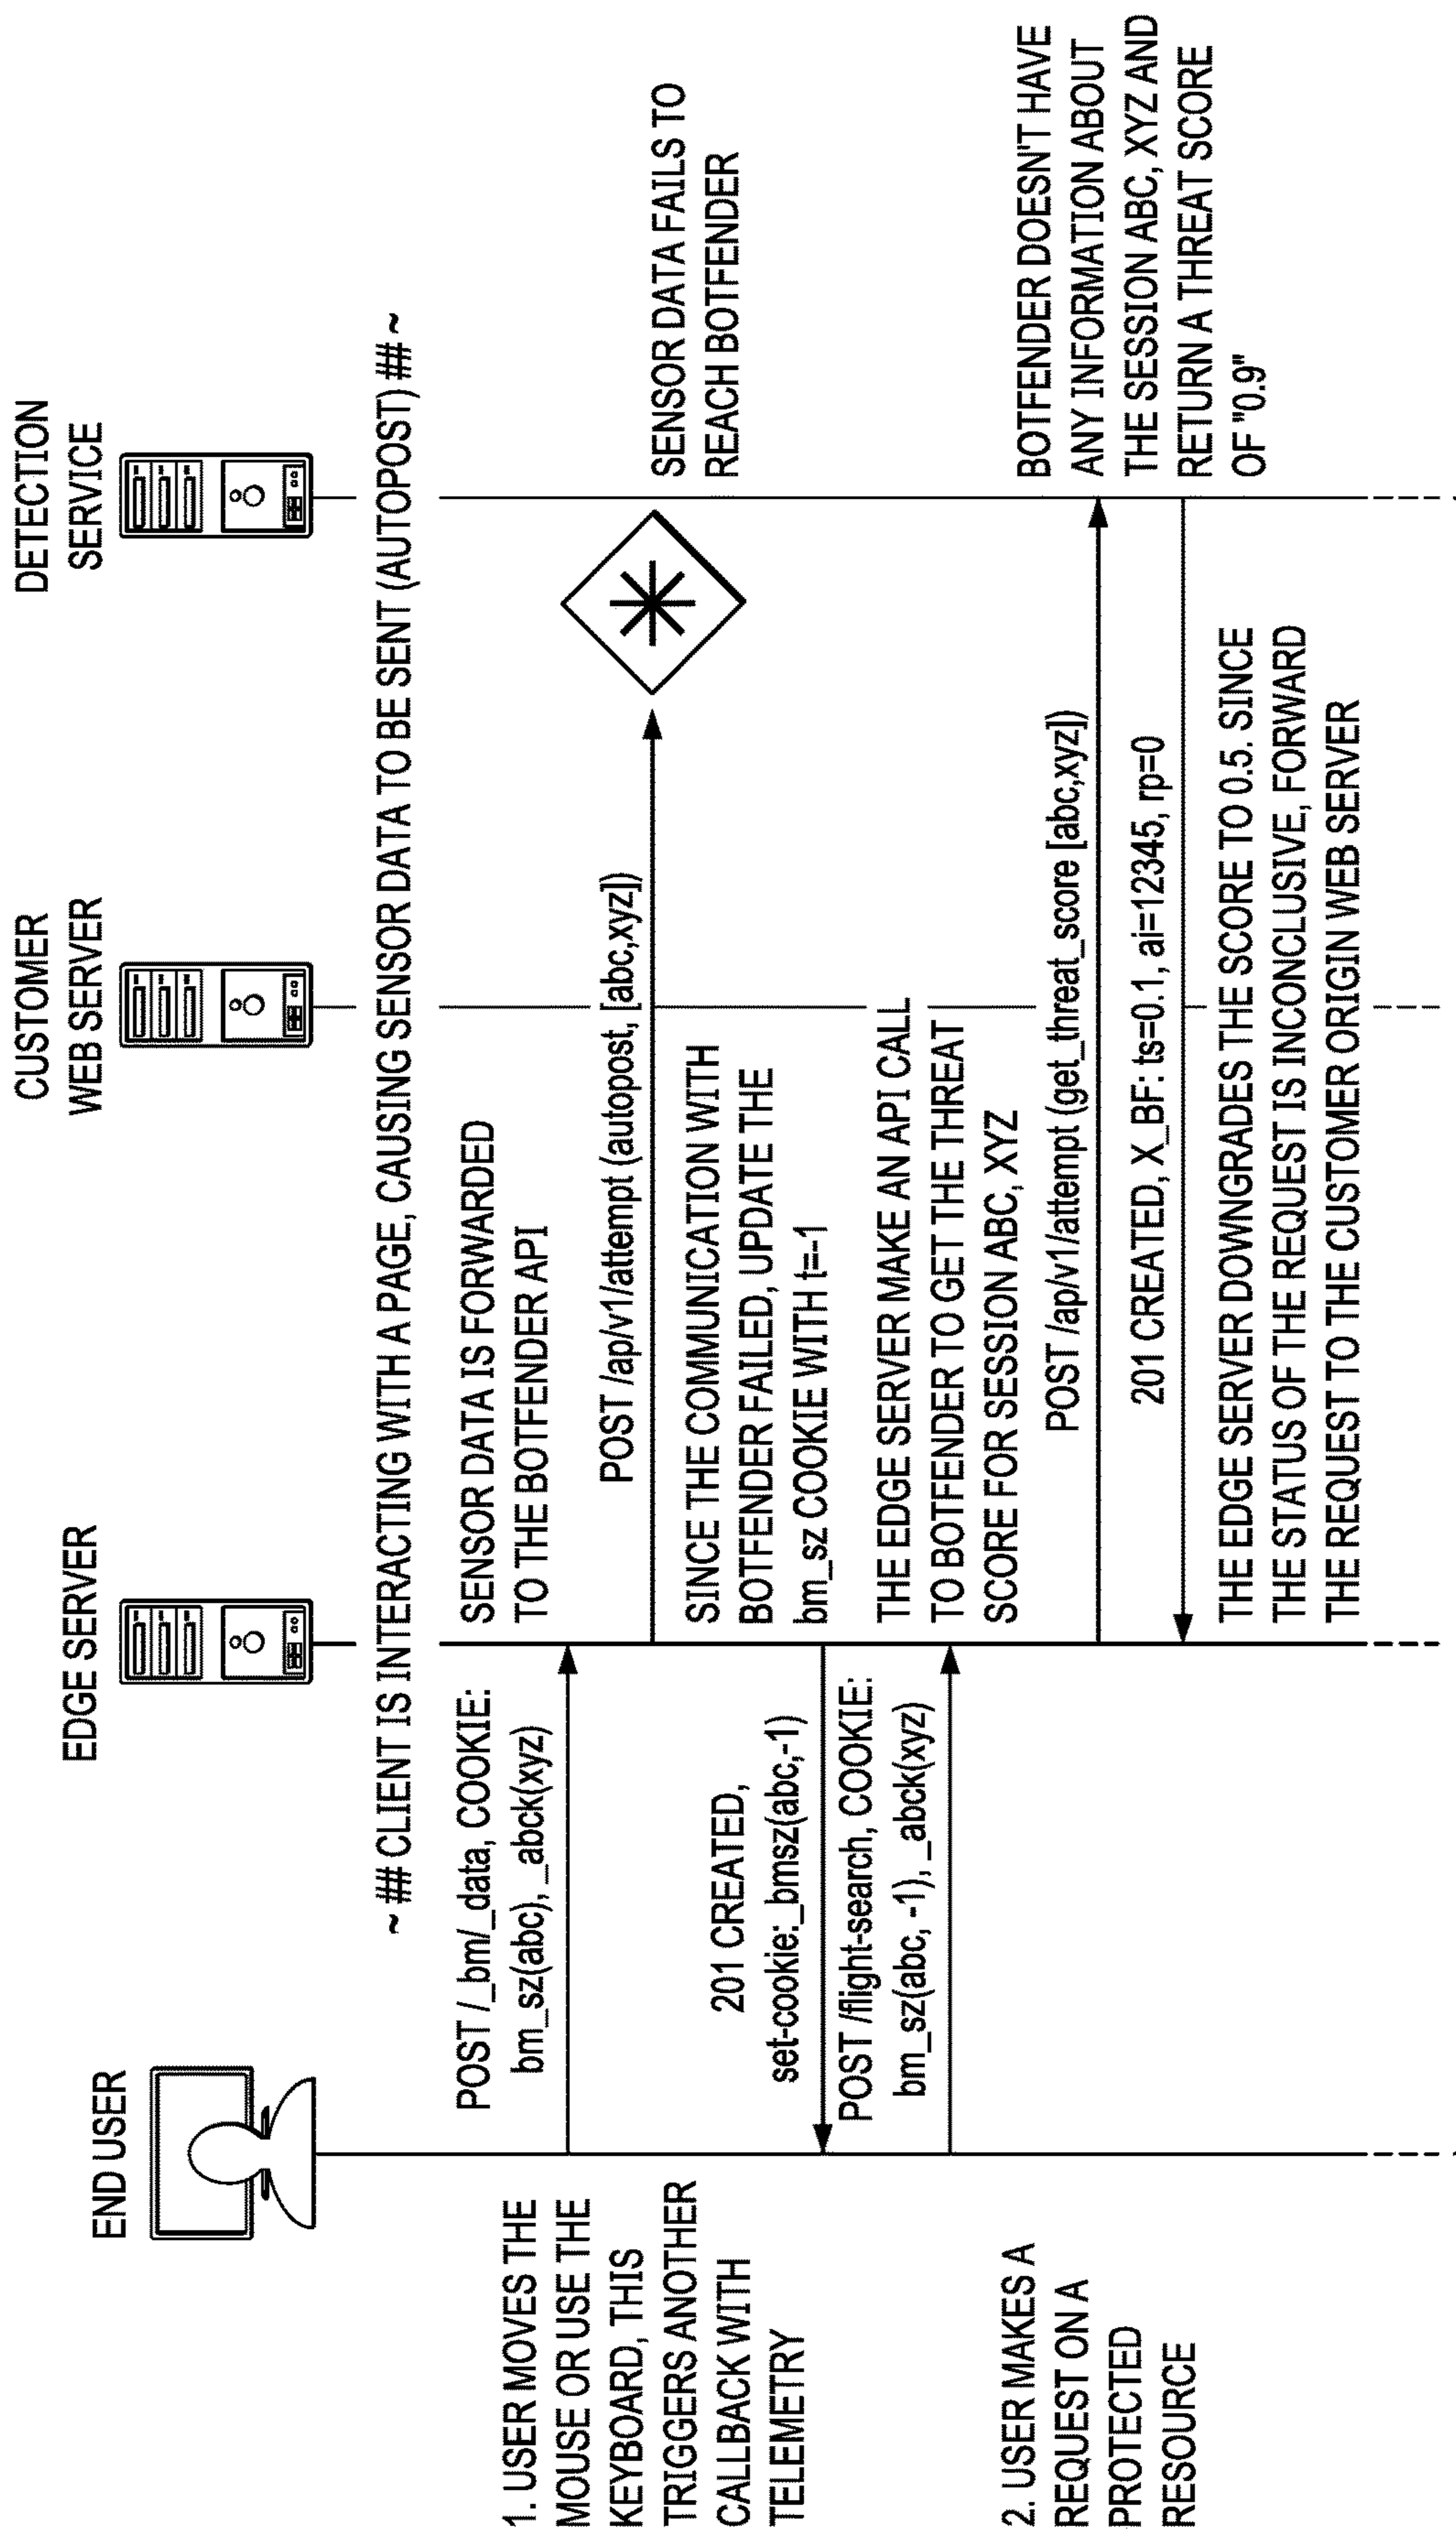 END USER
EDGE SERVER
CUSTOMER
WEB SERVER
DETECTION
SERVICE
~ ## CLIENT IS INTERACTING WITH A PAGE, CAUSING SENSOR DATA TO BE SENT (AUTOPOST) ## ~
1. USER MOVES THE
MOUSE OR USE THE
KEYBOARD, THIS
TRIGGERS ANOTHER
CALLBACK WITH
TELEMETRY
POST /_bm/_data, COOKIE:
bm_sz(abc), _abck(xyz)
SENSOR DATA IS FORWARDED
TO THE BOTFENDER API
POST /ap/v1/attempt (autopost, [abc,xyz])
SENSOR DATA FAILS TO
REACH BOTFENDER
SINCE THE COMMUNICATION WITH
BOTFENDER FAILED, UPDATE THE
bm_sz COOKIE WITH t=-1
201 CREATED,
set-cookie:_bmsz(abc,-1)
2. USER MAKES A
REQUEST ON A
PROTECTED
RESOURCE
POST /flight-search, COOKIE:
bm_sz(abc, -1), _abck(xyz)
THE EDGE SERVER MAKE AN API CALL
TO BOTFENDER TO GET THE THREAT
SCORE FOR SESSION ABC, XYZ
POST /ap/v1/attempt (get_threat_score [abc,xyz])
BOTFENDER DOESN'T HAVE
ANY INFORMATION ABOUT
THE SESSION ABC, XYZ AND
RETURN A THREAT SCORE
OF "0.9"
201 CREATED, X_BF: ts=0.1, ai=12345, rp=0
THE EDGE SERVER DOWNGRADES THE SCORE TO 0.5. SINCE
THE STATUS OF THE REQUEST IS INCONCLUSIVE, FORWARD
THE REQUEST TO THE CUSTOMER ORIGIN WEB SERVER